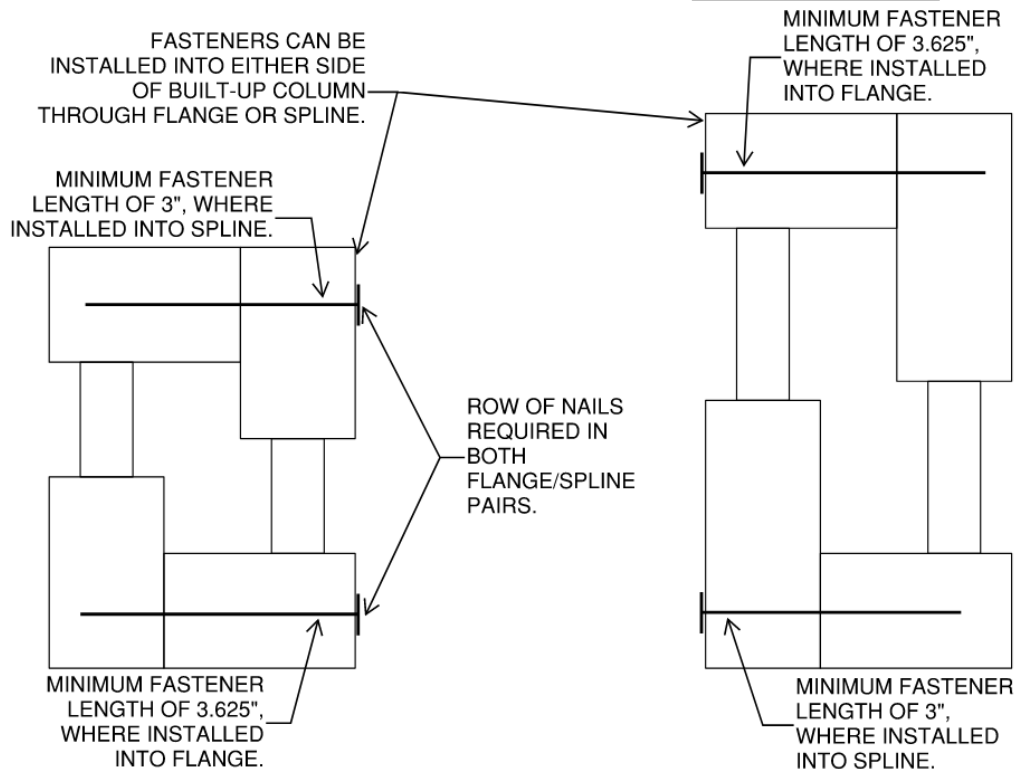 FASTENERS CAN BE
INSTALLED INTO EITHER SIDE
OF BUILT-UP COLUMN
THROUGH FLANGE OR SPLINE.
MINIMUM FASTENER
LENGTH OF 3.625",
WHERE INSTALLED
INTO FLANGE.
MINIMUM FASTENER
LENGTH OF 3", WHERE
INSTALLED INTO SPLINE.
ROW OF NAILS
REQUIRED IN
BOTH
FLANGE/SPLINE
PAIRS.
MINIMUM FASTENER
LENGTH OF 3.625",
WHERE INSTALLED
INTO FLANGE.
MINIMUM FASTENER
LENGTH OF 3",
WHERE INSTALLED
INTO SPLINE.